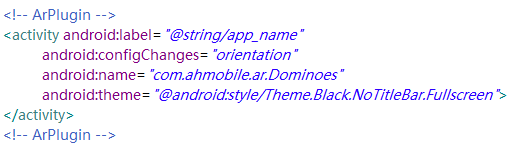 <!-- ArPlugin -->
<activity android:label="@string/app_name"
android:configChanges="orientation"
android:name="com.ahmobile.ar.Dominoes"
android:theme="@android:style/Theme.Black.NoTitleBar.Fullscreen">
</activity>
<!-- ArPlugin -->